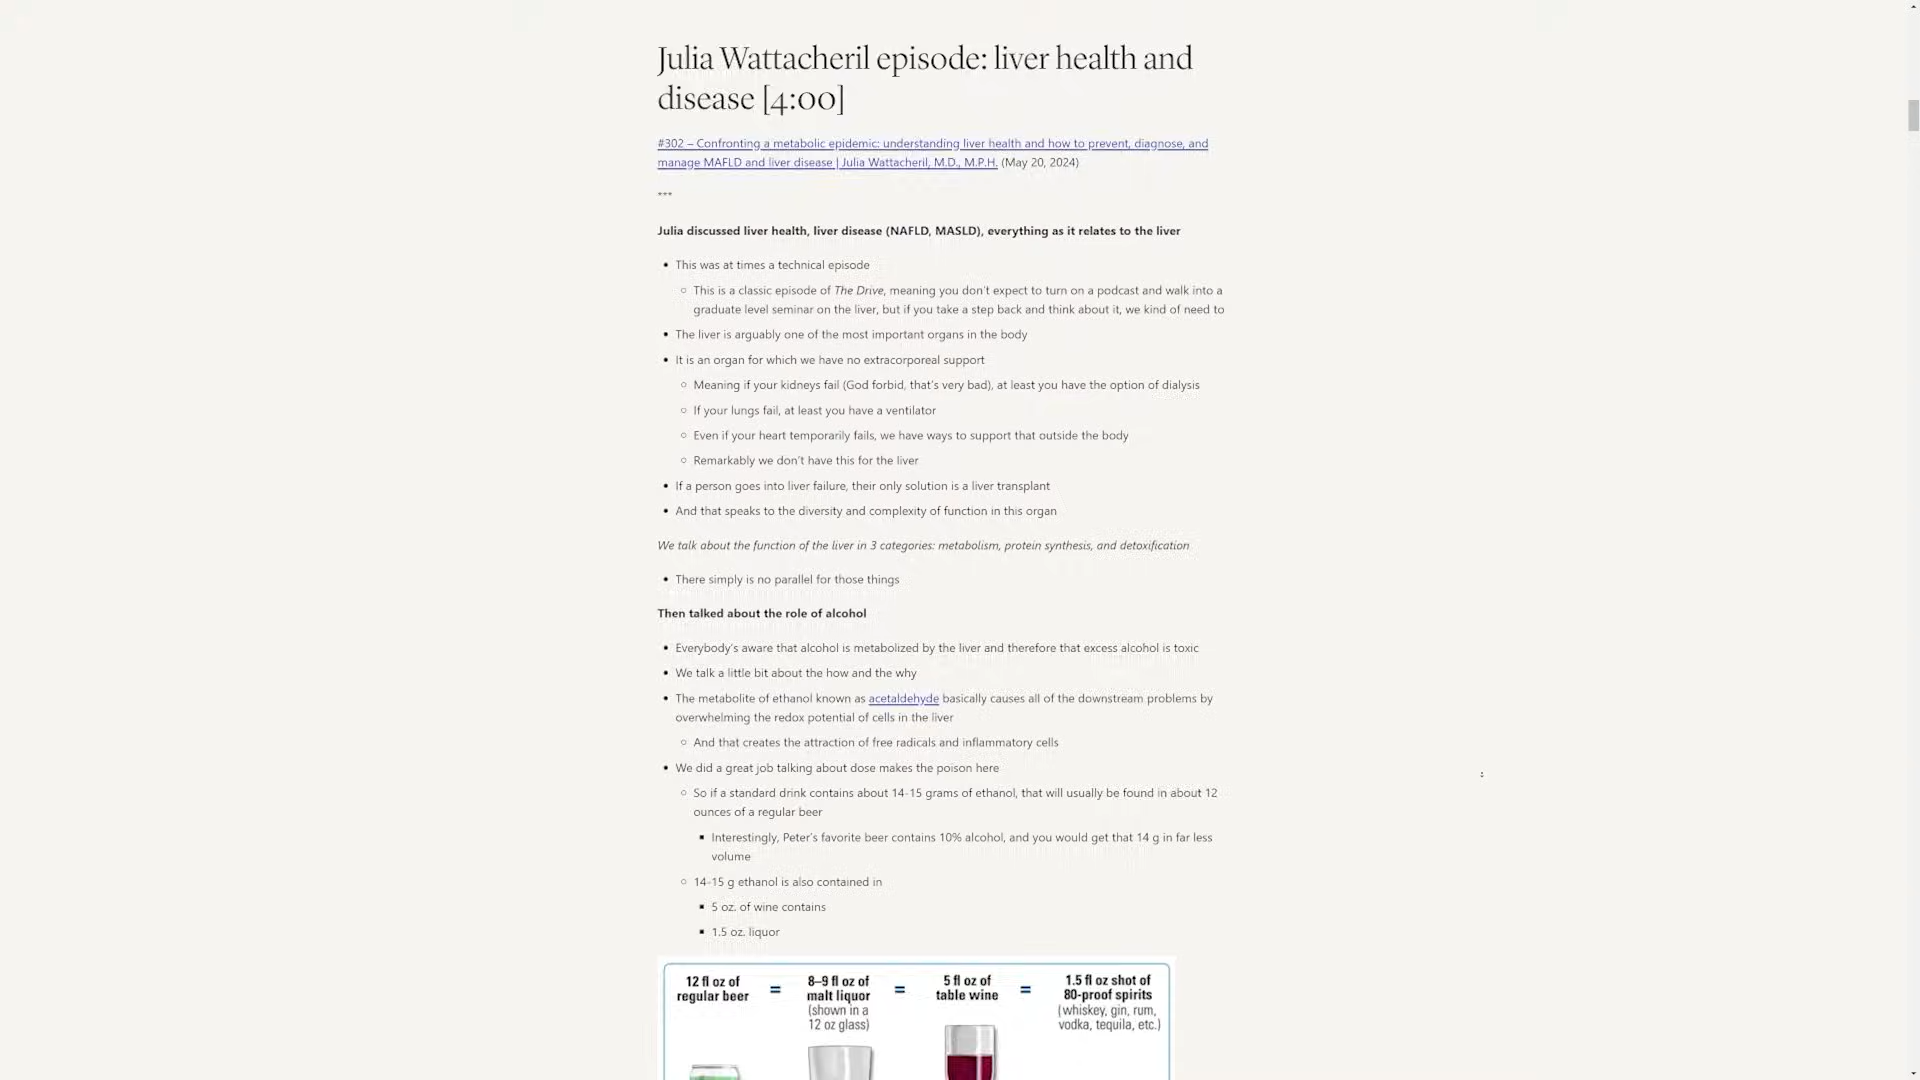 Julia Wattacheril episode: liver health and
disease [4:00]
#302 – Confronting a metabolic epidemic: understanding liver health and how to prevent, diagnose, and
manage MAFLD and liver disease | Julia Wattacheril, M.D., M.P.H. (May 20, 2024)
***
Julia discussed liver health, liver disease (NAFLD, MASLD), everything as it relates to the liver
This was at times a technical episode
This is a classic episode of The Drive, meaning you don't expect to turn on a podcast and walk into a
graduate level seminar on the liver, but if you take a step back and think about it, we kind of need to
The liver is arguably one of the most important organs in the body
It is an organ for which we have no extracorporeal support
Meaning if your kidneys fail (God forbid, that's very bad), at least you have the option of dialysis
If your lungs fail, at least you have a ventilator
Even if your heart temporarily fails, we have ways to support that outside the body
Remarkably we don't have this for the liver
If a person goes into liver failure, their only solution is a liver transplant
And that speaks to the diversity and complexity of function in this organ
We talk about the function of the liver in 3 categories: metabolism, protein synthesis, and detoxification
There simply is no parallel for those things
Then talked about the role of alcohol
Everybody's aware that alcohol is metabolized by the liver and therefore that excess alcohol is toxic
We talk a little bit about the how and the why
The metabolite of ethanol known as acetaldehyde basically causes all of the downstream problems by
overwhelming the redox potential of cells in the liver
And that creates the attraction of free radicals and inflammatory cells
We did a great job talking about dose makes the poison here
So if a standard drink contains about 14-15 grams of ethanol, that will usually be found in about 12
ounces of a regular beer
Interestingly, Peter's favorite beer contains 10% alcohol, and you would get that 14 g in far less
volume
14-15 g ethanol is also contained in
5 oz. of wine contains
1.5 oz. liquor
12 fl oz of
regular beer
=
8–9 fl oz of
malt liquor
(shown in a
12 oz glass)
=
5 fl oz of
table wine
=
1.5 fl oz shot of
80-proof spirits
(whiskey, gin, rum,
vodka, tequila, etc.)